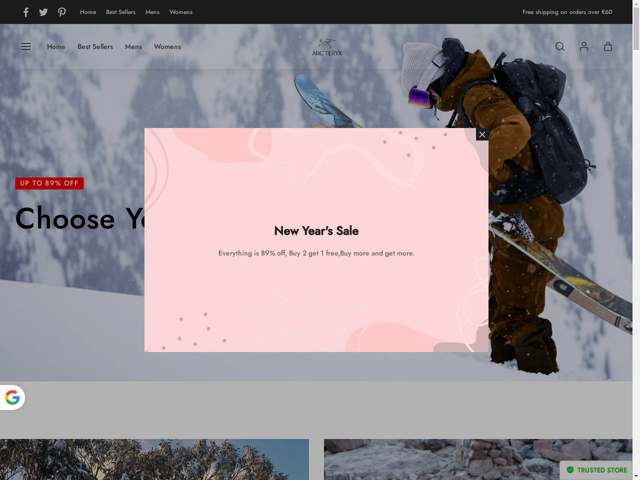 Home Best Sellers Mens Womens
Free shipping on orders over €60
Home Best Sellers Mens Womens
ARC'TERYX
UP TO 89% OFF
Choose Yo
New Year's Sale
Everything is 89% off, Buy 2 get 1 free,Buy more and get more.
TRUSTED STORE